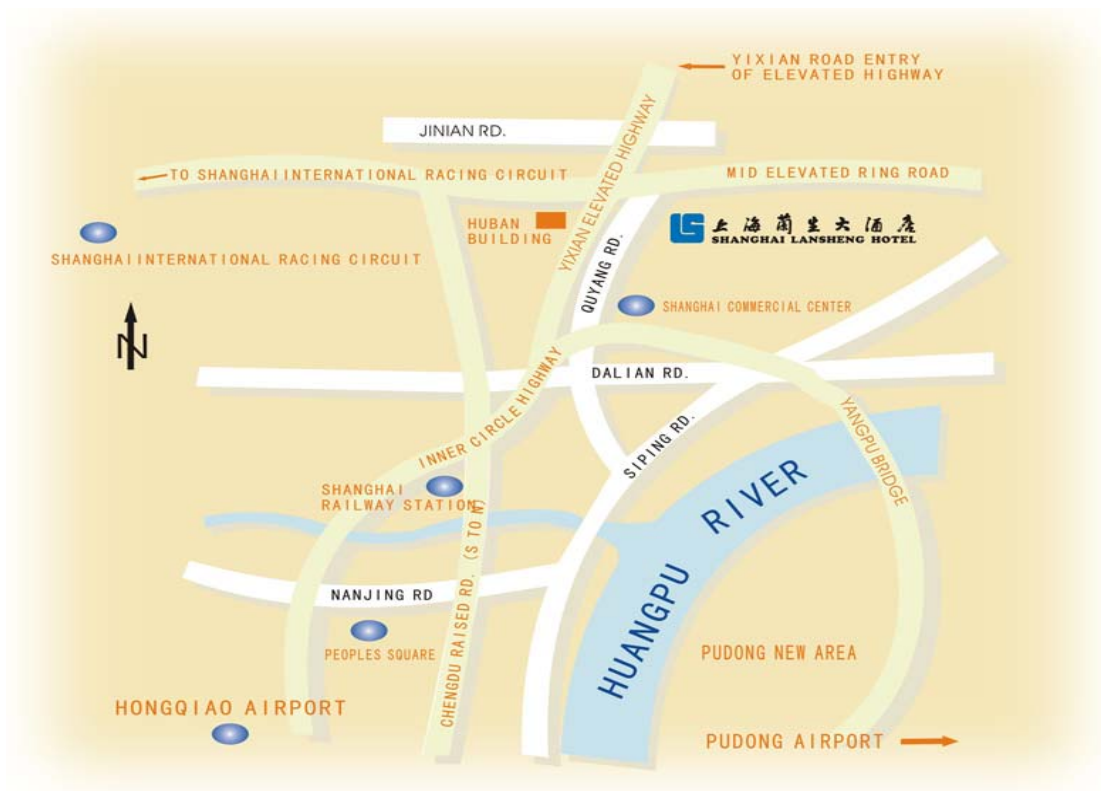 YIXIAN ROAD ENTRY
OF ELEVATED HIGHWAY
JINIAN RD.
YIXIAN ELEVATED HIGHWAY
TO SHANGHAI INTERNATIONAL RACING CIRCUIT
MID ELEVATED RING ROAD
HUBAN
BUILDING
上海蘭生大酒店
SHANGHAI LANSHENG HOTEL
QUYANG RD.
SHANGHAI INTERNATIONAL RACING CIRCUIT
SHANGHAI COMMERCIAL CENTER
N
DALIAN RD.
INNER CIRCLE HIGHWAY
YANGPU BRIDGE
SIPING RD.
SHANGHAI
RAILWAY STATION
HUANGPU RIVER
CHENGDU RAISED RD. (S TO N)
NANJING RD
PEOPLES SQUARE
PUDONG NEW AREA
HONGQIAO AIRPORT
PUDONG AIRPORT